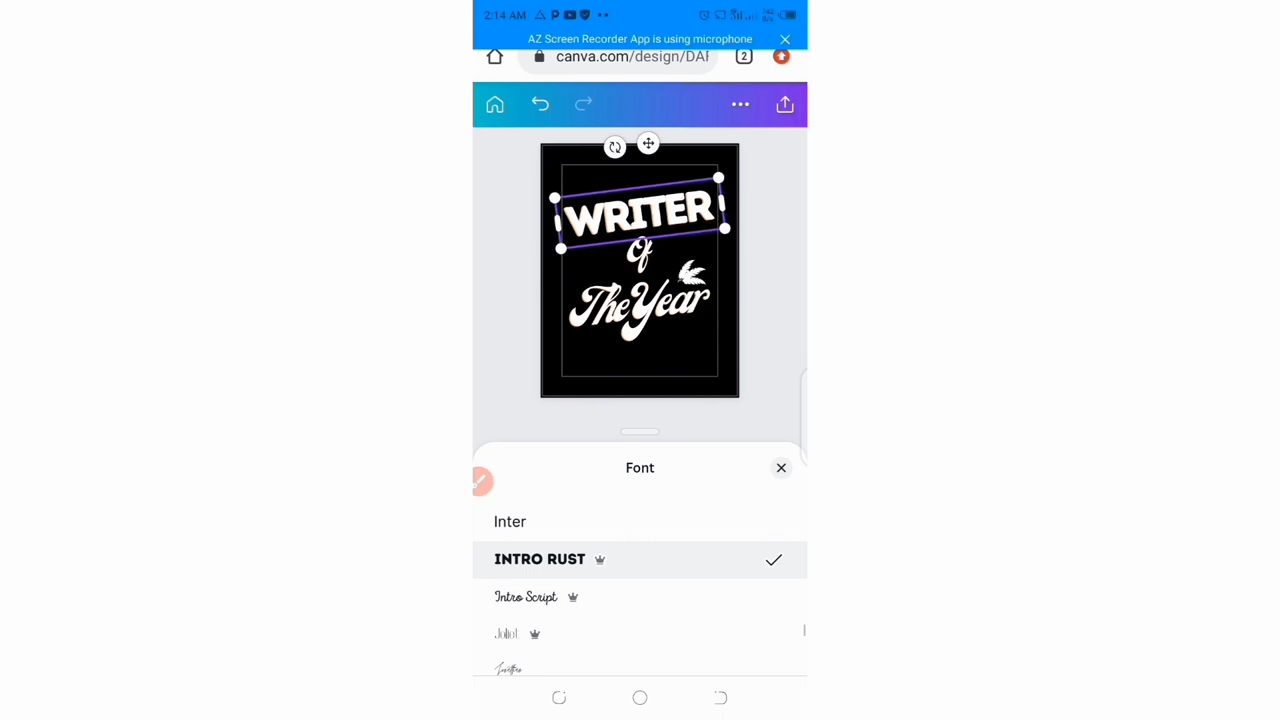 2:14 AM
AZ Screen Recorder App is using microphone
canva.com/design/DAF
2
WRITER
Of
The Year
Font
Inter
INTRO RUST
Intro Script
Joliet